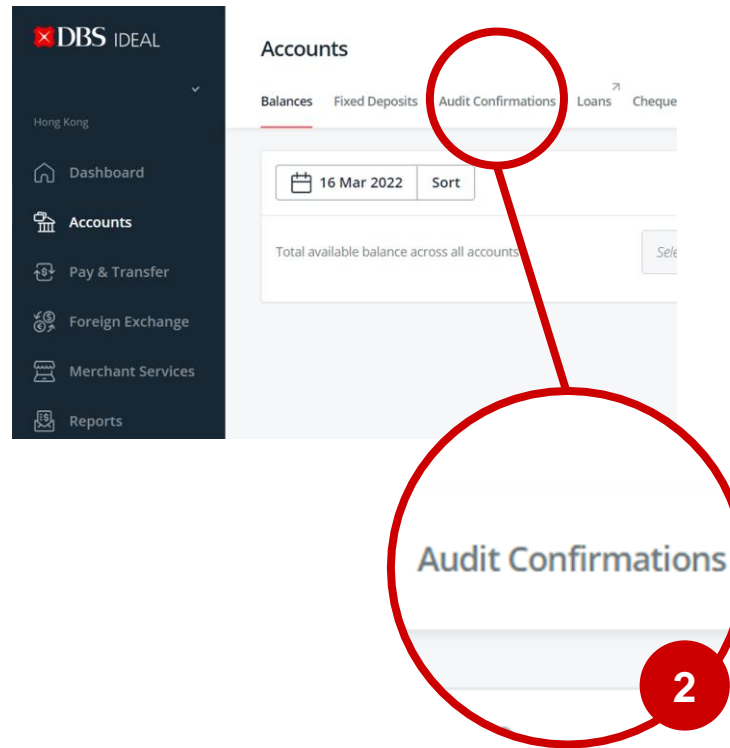 DBS IDEAL
Hong Kong
Dashboard
Accounts
Pay & Transfer
Foreign Exchange
Merchant Services
Reports
Accounts
Balances Fixed Deposits Audit Confirmations Loans Cheque
16 Mar 2022 Sort
Total available balance across all accounts
Audit Confirmations
2